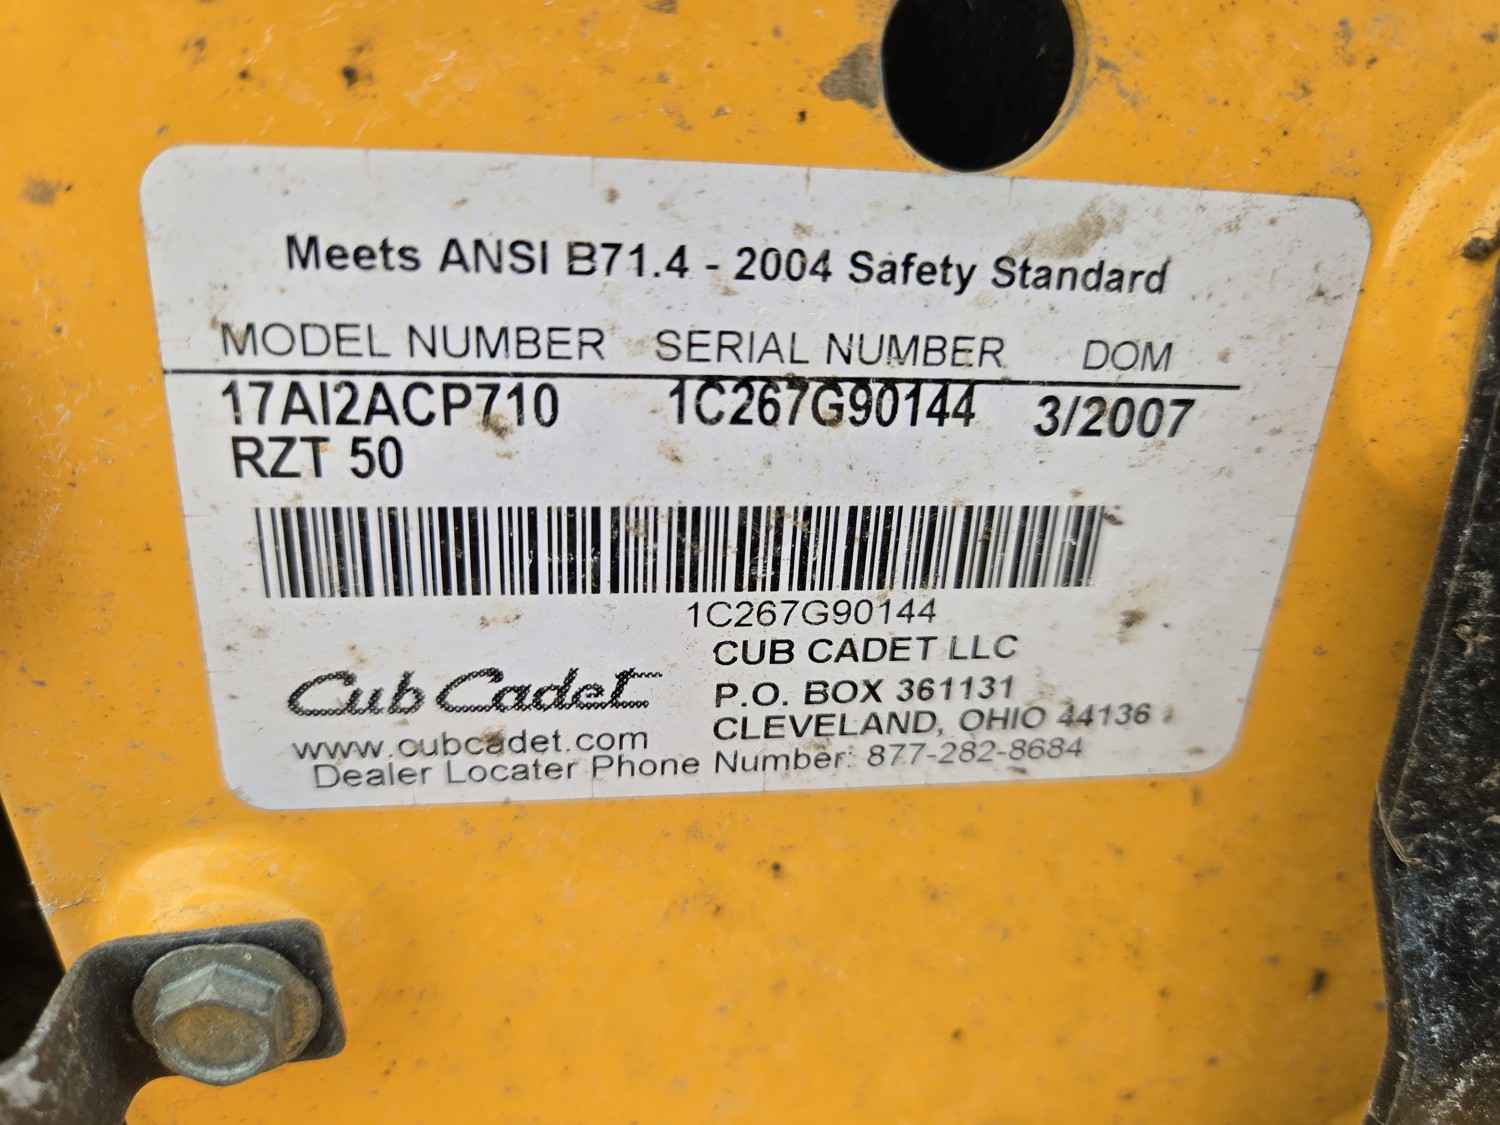 Meets ANSI B71.4 - 2004 Safety Standard
MODEL NUMBER SERIAL NUMBER DOM
17AI2ACP710 1C267G90144 3/2007
RZT 50
1C267G90144
CUB CADET LLC
P.O. BOX 361131
CLEVELAND, OHIO 44136
Cub Cadet
www.cubcadet.com
Dealer Locater Phone Number: 877-282-8684